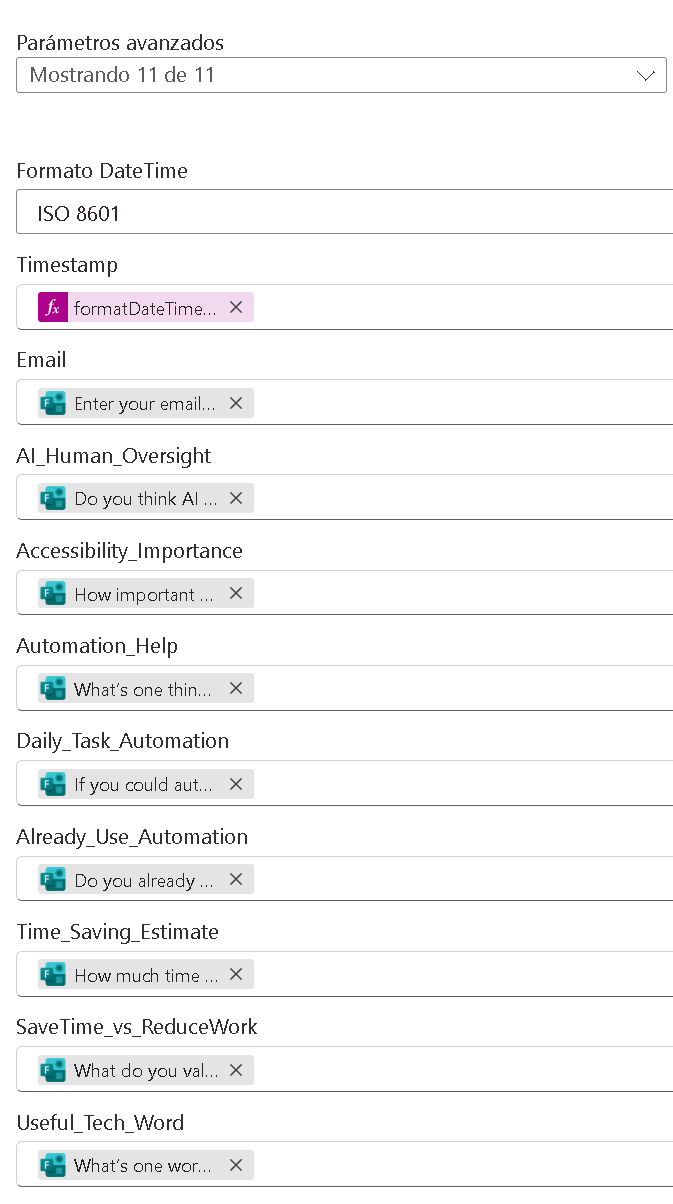 Parámetros avanzados
Mostrando 11 de 11
Formato DateTime
ISO 8601
Timestamp
fx formatDateTime...
Email
Enter your email...
AI_Human_Oversight
Do you think AI ...
Accessibility_Importance
How important ...
Automation_Help
What's one thin...
Daily_Task_Automation
If you could aut...
Already_Use_Automation
Do you already ...
Time_Saving_Estimate
How much time ...
SaveTime_vs_ReduceWork
What do you val...
Useful_Tech_Word
What's one wor...